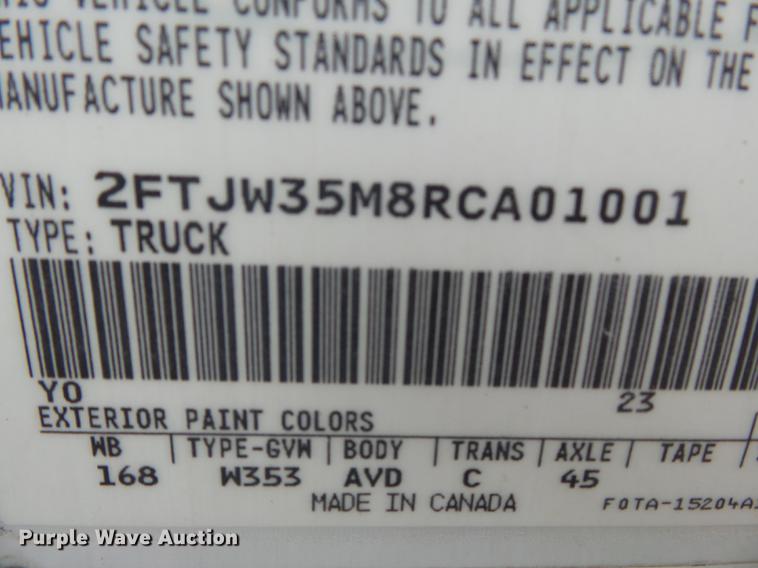 VEHICLE CONFORMS TO ALL APPLICABLE F
VEHICLE SAFETY STANDARDS IN EFFECT ON THE
MANUFACTURE SHOWN ABOVE.
VIN: 2FTJW35M8RCA01001
TYPE: TRUCK
YO 23
EXTERIOR PAINT COLORS
WB TYPE-GVW BODY TRANS AXLE TAPE
168 W353 AVD C 45
MADE IN CANADA F0TA-15204A
Purple Wave Auction